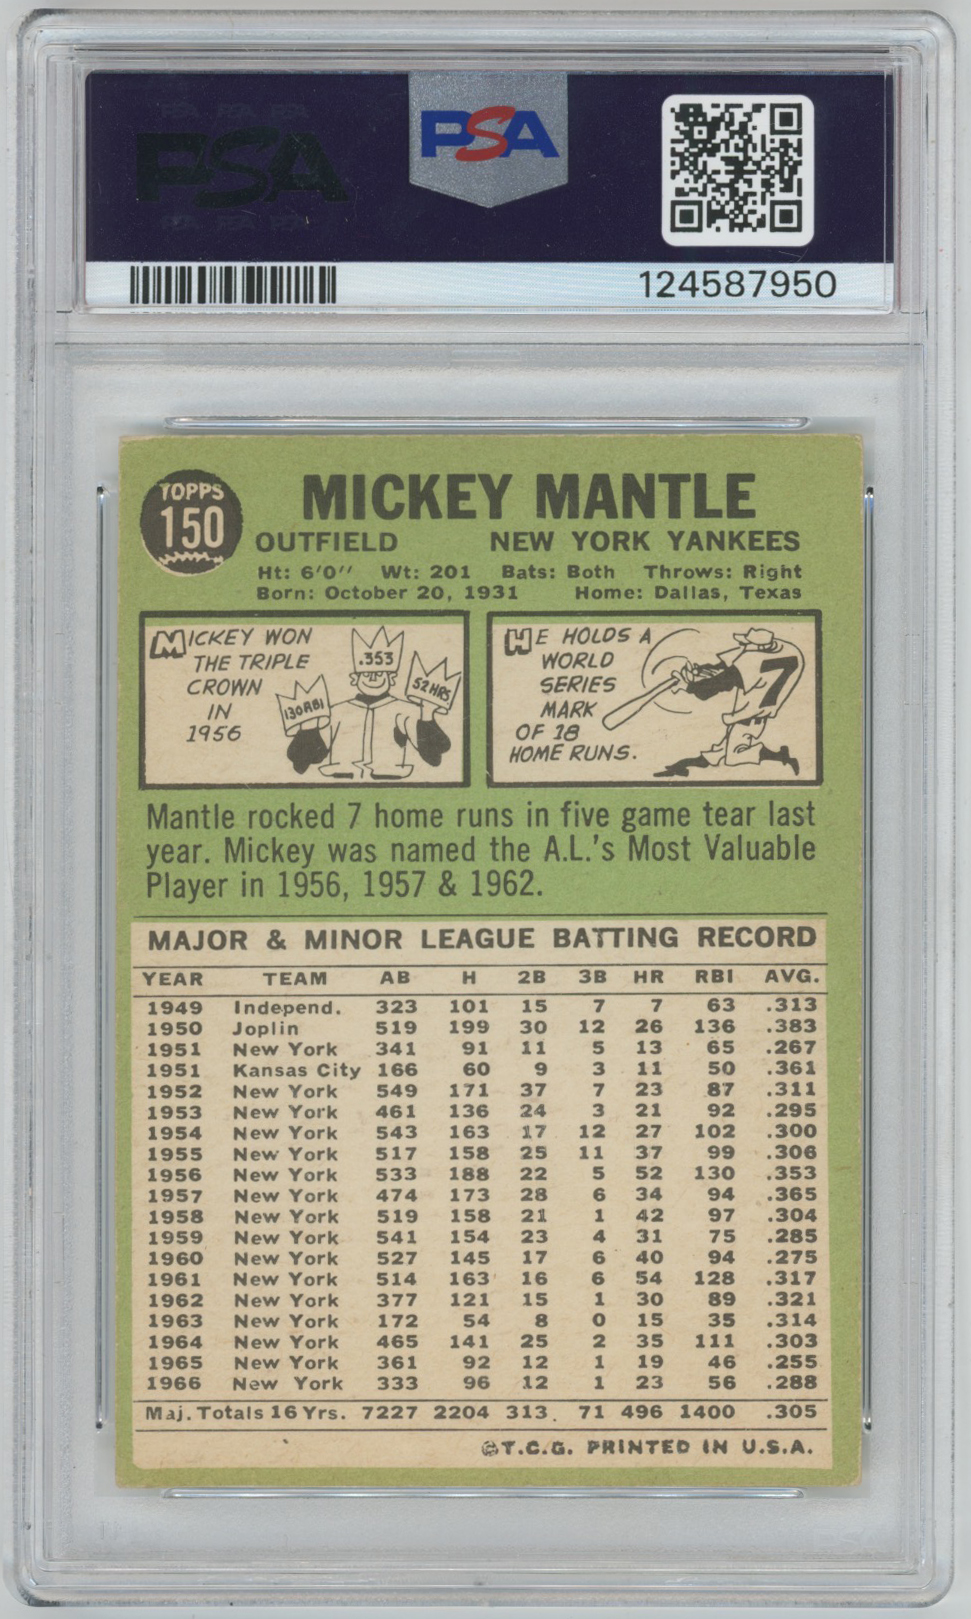 PSA
PSA
124587950
TOPPS
150
MICKEY MANTLE
OUTFIELD NEW YORK YANKEES
Ht: 6'0" Wt: 201 Bats: Both Throws: Right
Born: October 20, 1931 Home: Dallas, Texas
MICKEY WON
THE TRIPLE
CROWN
IN
1956
.353
130RBI
52HRS
HE HOLDS A
WORLD
SERIES
MARK
OF 18
HOME RUNS.
7
Mantle rocked 7 home runs in five game tear last
year. Mickey was named the A.L.'s Most Valuable
Player in 1956, 1957 & 1962.
MAJOR & MINOR LEAGUE BATTING RECORD
YEAR TEAM AB H 2B 3B HR RBI AVG.
1949 Independ. 323 101 15 7 7 63 .313
1950 Joplin 519 199 30 12 26 136 .383
1951 New York 341 91 11 5 13 65 .267
1951 Kansas City 166 60 9 3 11 50 .361
1952 New York 549 171 37 7 23 87 .311
1953 New York 461 136 24 3 21 92 .295
1954 New York 543 163 17 12 27 102 .300
1955 New York 517 158 25 11 37 99 .306
1956 New York 533 188 22 5 52 130 .353
1957 New York 474 173 28 6 34 94 .365
1958 New York 519 158 21 1 42 97 .304
1959 New York 541 154 23 4 31 75 .285
1960 New York 527 145 17 6 40 94 .275
1961 New York 514 163 16 6 54 128 .317
1962 New York 377 121 15 1 30 89 .321
1963 New York 172 54 8 0 15 35 .314
1964 New York 465 141 25 2 35 111 .303
1965 New York 361 92 12 1 19 46 .255
1966 New York 333 96 12 1 23 56 .288
Maj. Totals 16 Yrs. 7227 2204 313 71 496 1400 .305
©T.C.G. PRINTED IN U.S.A.